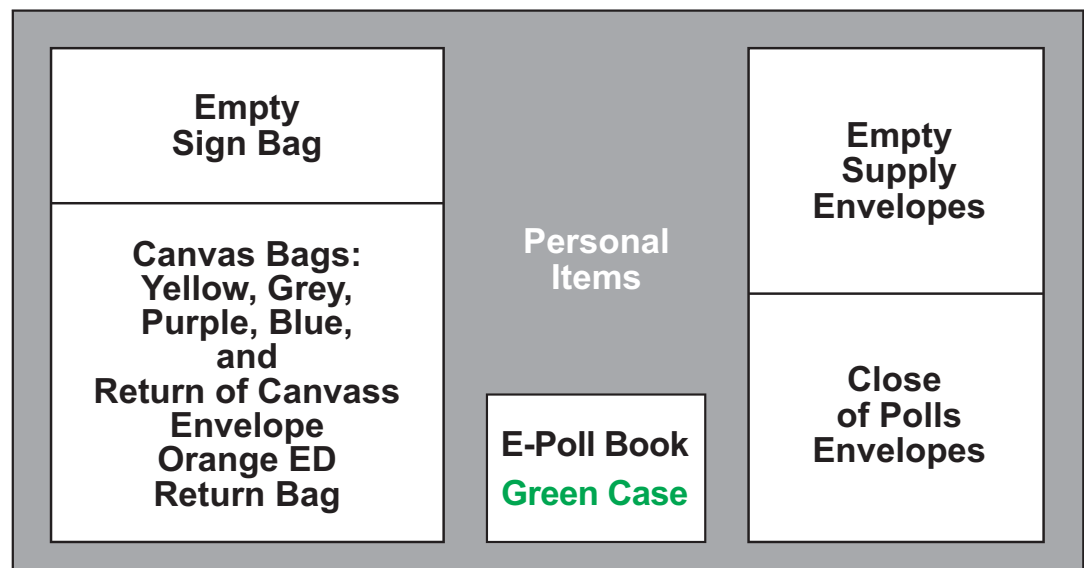 Empty
Sign Bag
Canvas Bags:
Yellow, Grey,
Purple, Blue,
and
Return of Canvass
Envelope
Orange ED
Return Bag
Personal
Items
E-Poll Book
Green Case
Empty
Supply
Envelopes
Close
of Polls
Envelopes